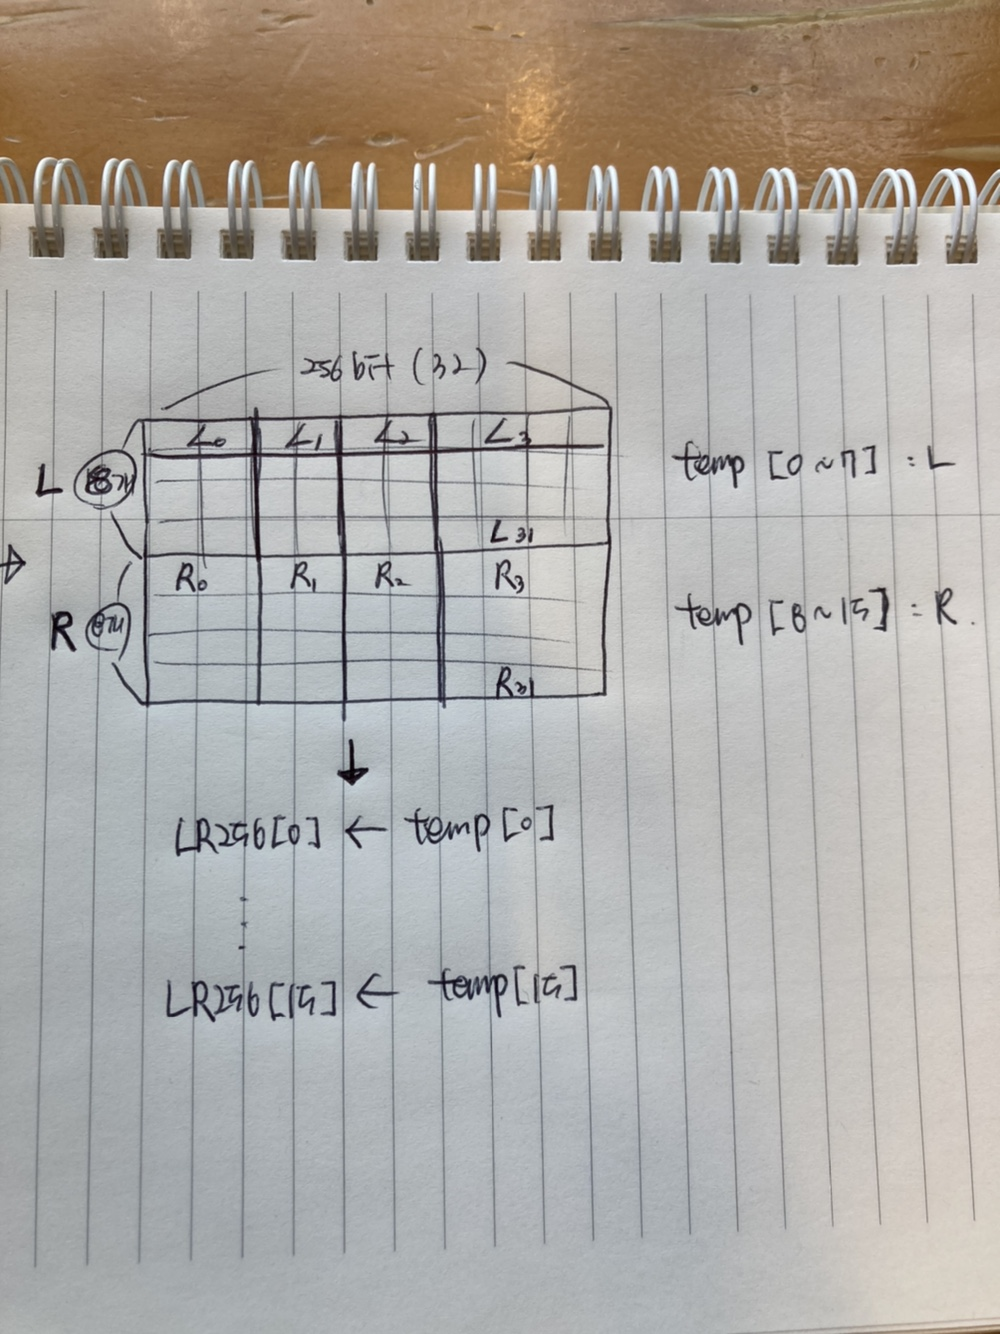 256 bit (32)
L₀ L₁ L₂ L₃
L 8개
temp [0~7] : L
L₃₁
R₀ R₁ R₂ R₃
R 8개
temp [8~15] : R.
R₃₁
↓
LR256[0] ← temp[0]
⋮
LR256[15] ← temp[15]